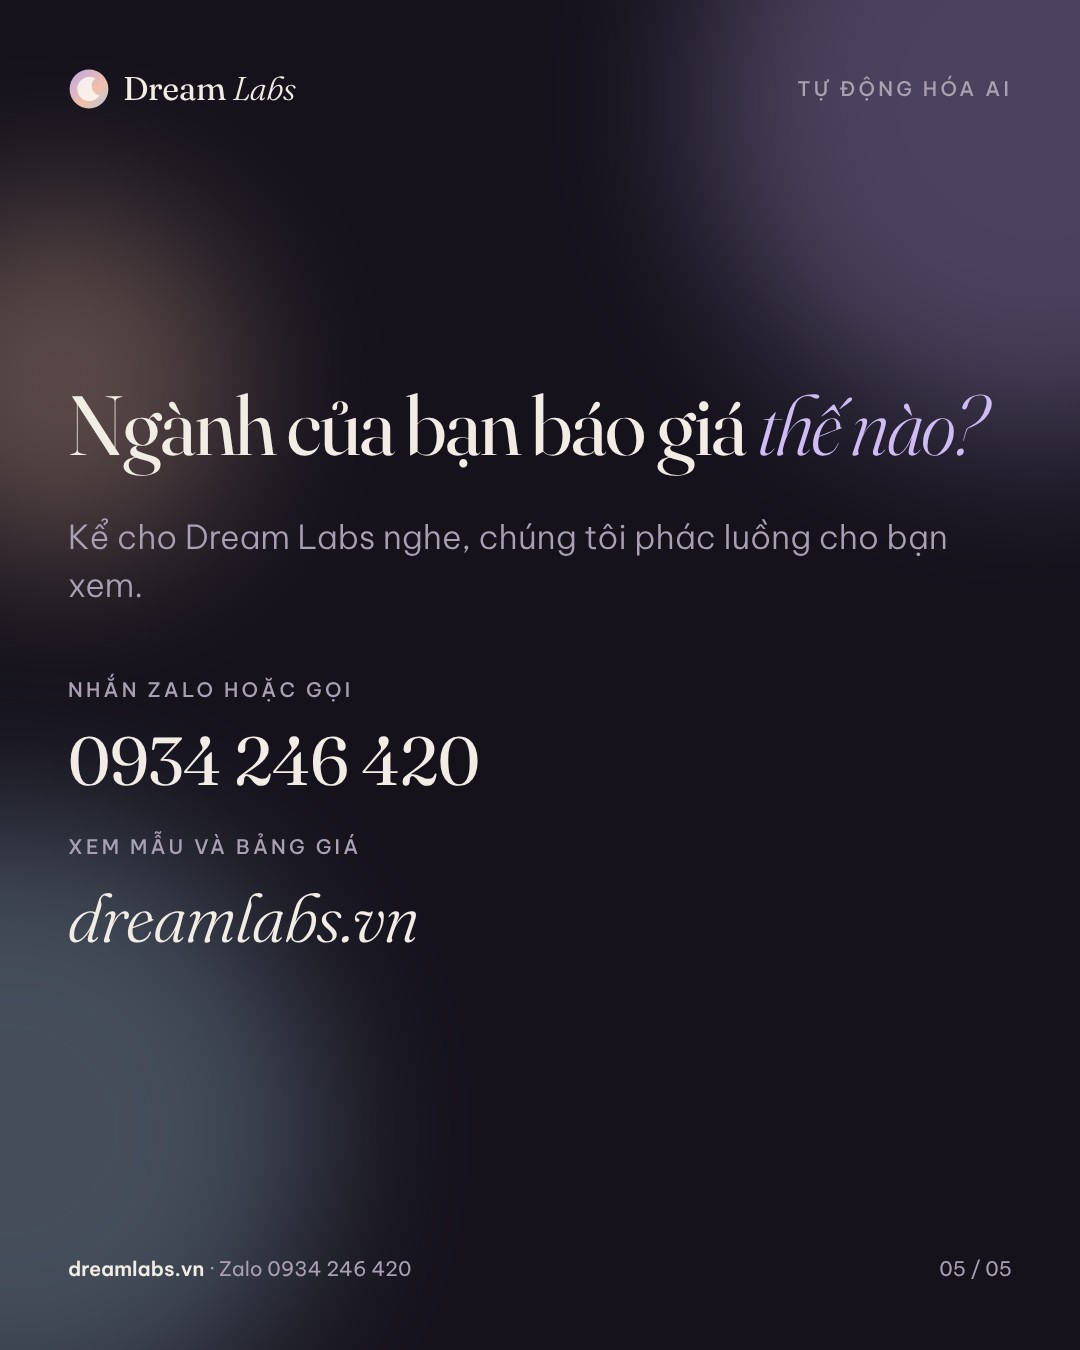 Dream Labs
TỰ ĐỘNG HÓA AI
Ngành của bạn báo giá thế nào?
Kể cho Dream Labs nghe, chúng tôi phác luồng cho bạn
xem.
NHẮN ZALO HOẶC GỌI
0934 246 420
XEM MẪU VÀ BẢNG GIÁ
dreamlabs.vn
dreamlabs.vn · Zalo 0934 246 420
05 / 05